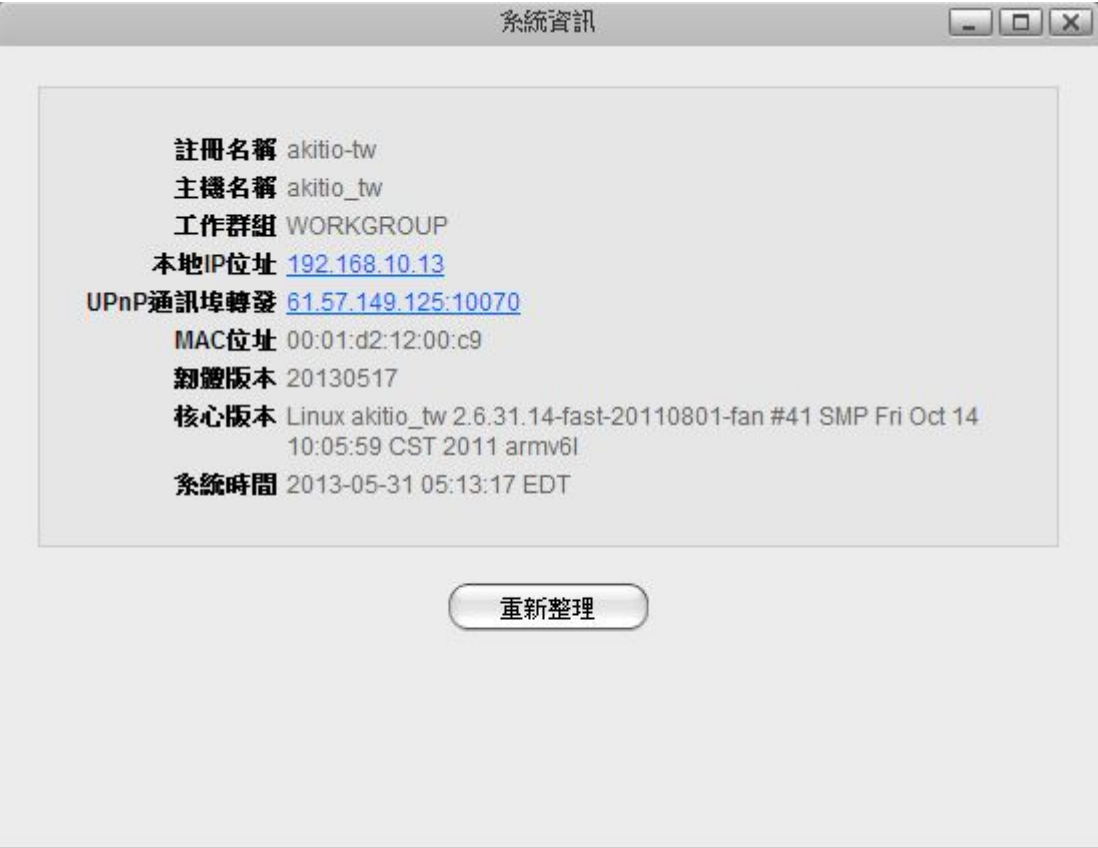 系統資訊
註冊名稱 akitio-tw
主機名稱 akitio_tw
工作群組 WORKGROUP
本地IP位址 192.168.10.13
UPnP通訊埠轉發 61.57.149.125:10070
MAC位址 00:01:d2:12:00:c9
韌體版本 20130517
核心版本 Linux akitio_tw 2.6.31.14-fast-20110801-fan #41 SMP Fri Oct 14
10:05:59 CST 2011 armv6l
系統時間 2013-05-31 05:13:17 EDT
重新整理